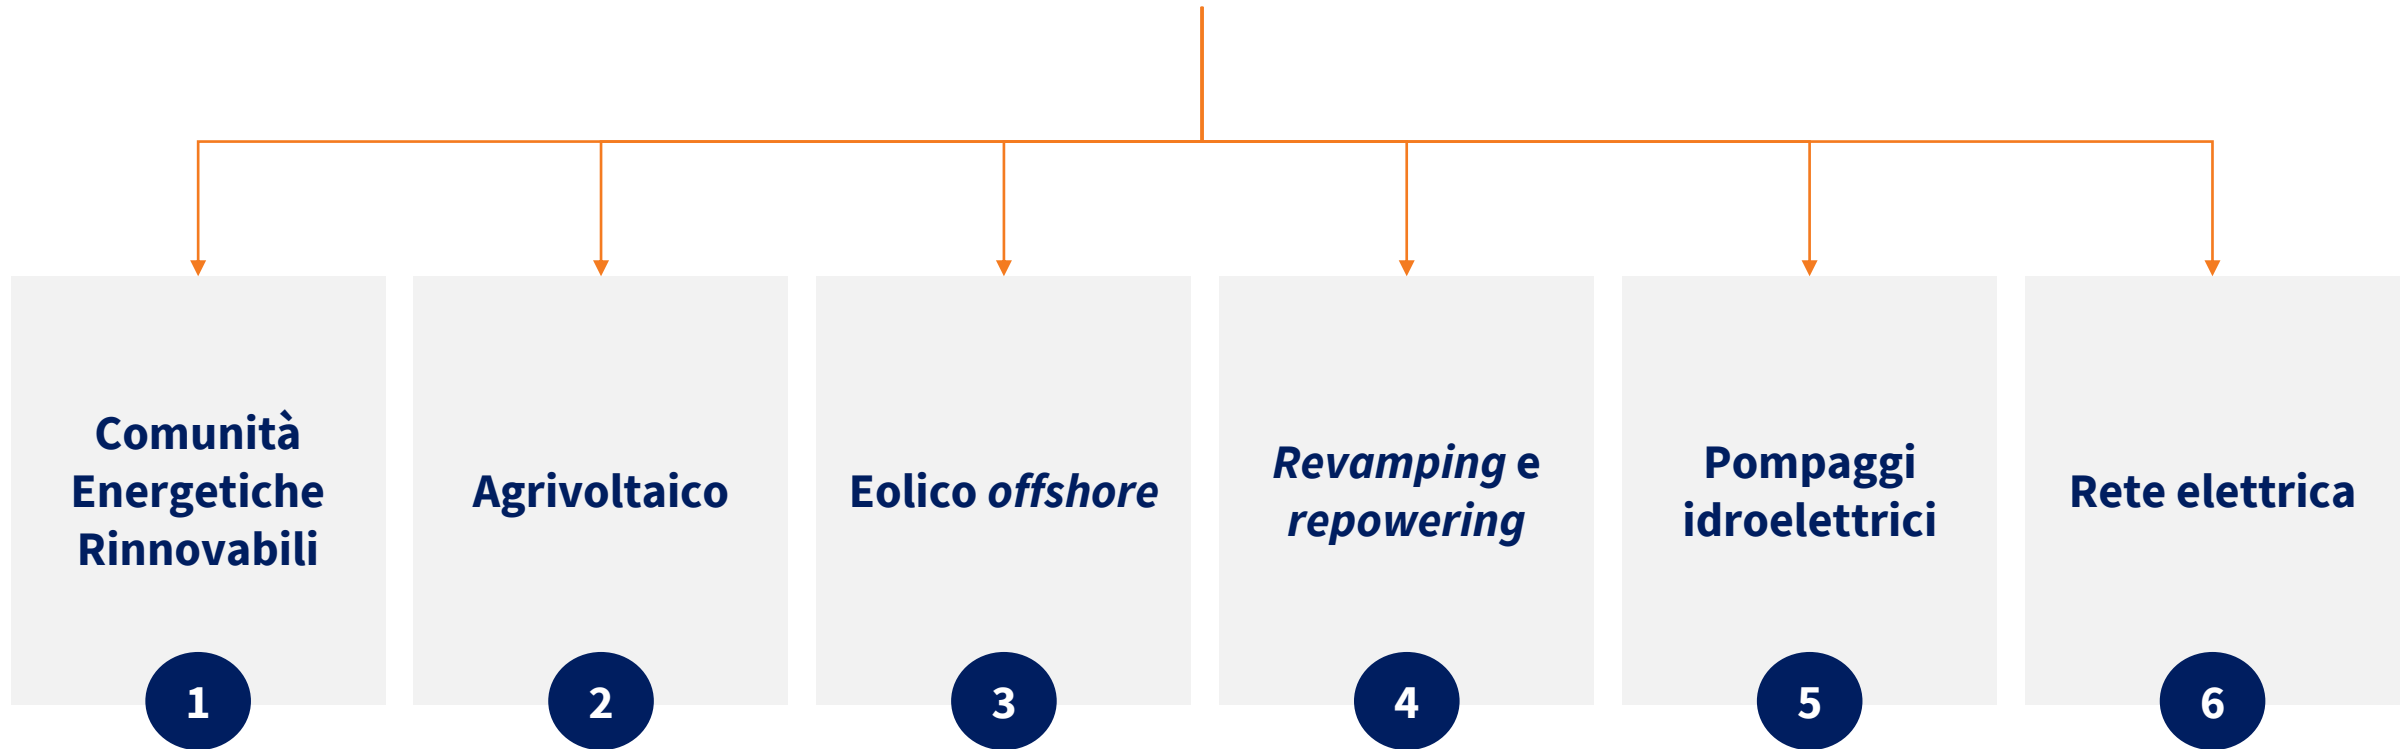 Comunità
Energetiche
Rinnovabili
1
Agrivoltaico
2
Eolico offshore
3
Revamping e
repowering
4
Pompaggi
idroelettrici
5
Rete elettrica
6